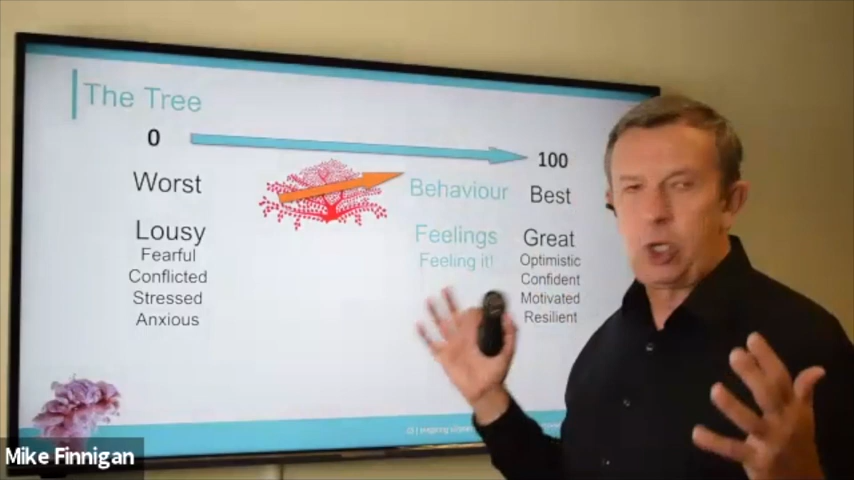 The Tree
0
100
Worst
Behaviour
Best
Lousy
Feelings
Great
Fearful
Feeling it!
Optimistic
Conflicted
Confident
Stressed
Motivated
Anxious
Resilient
Mike Finnigan